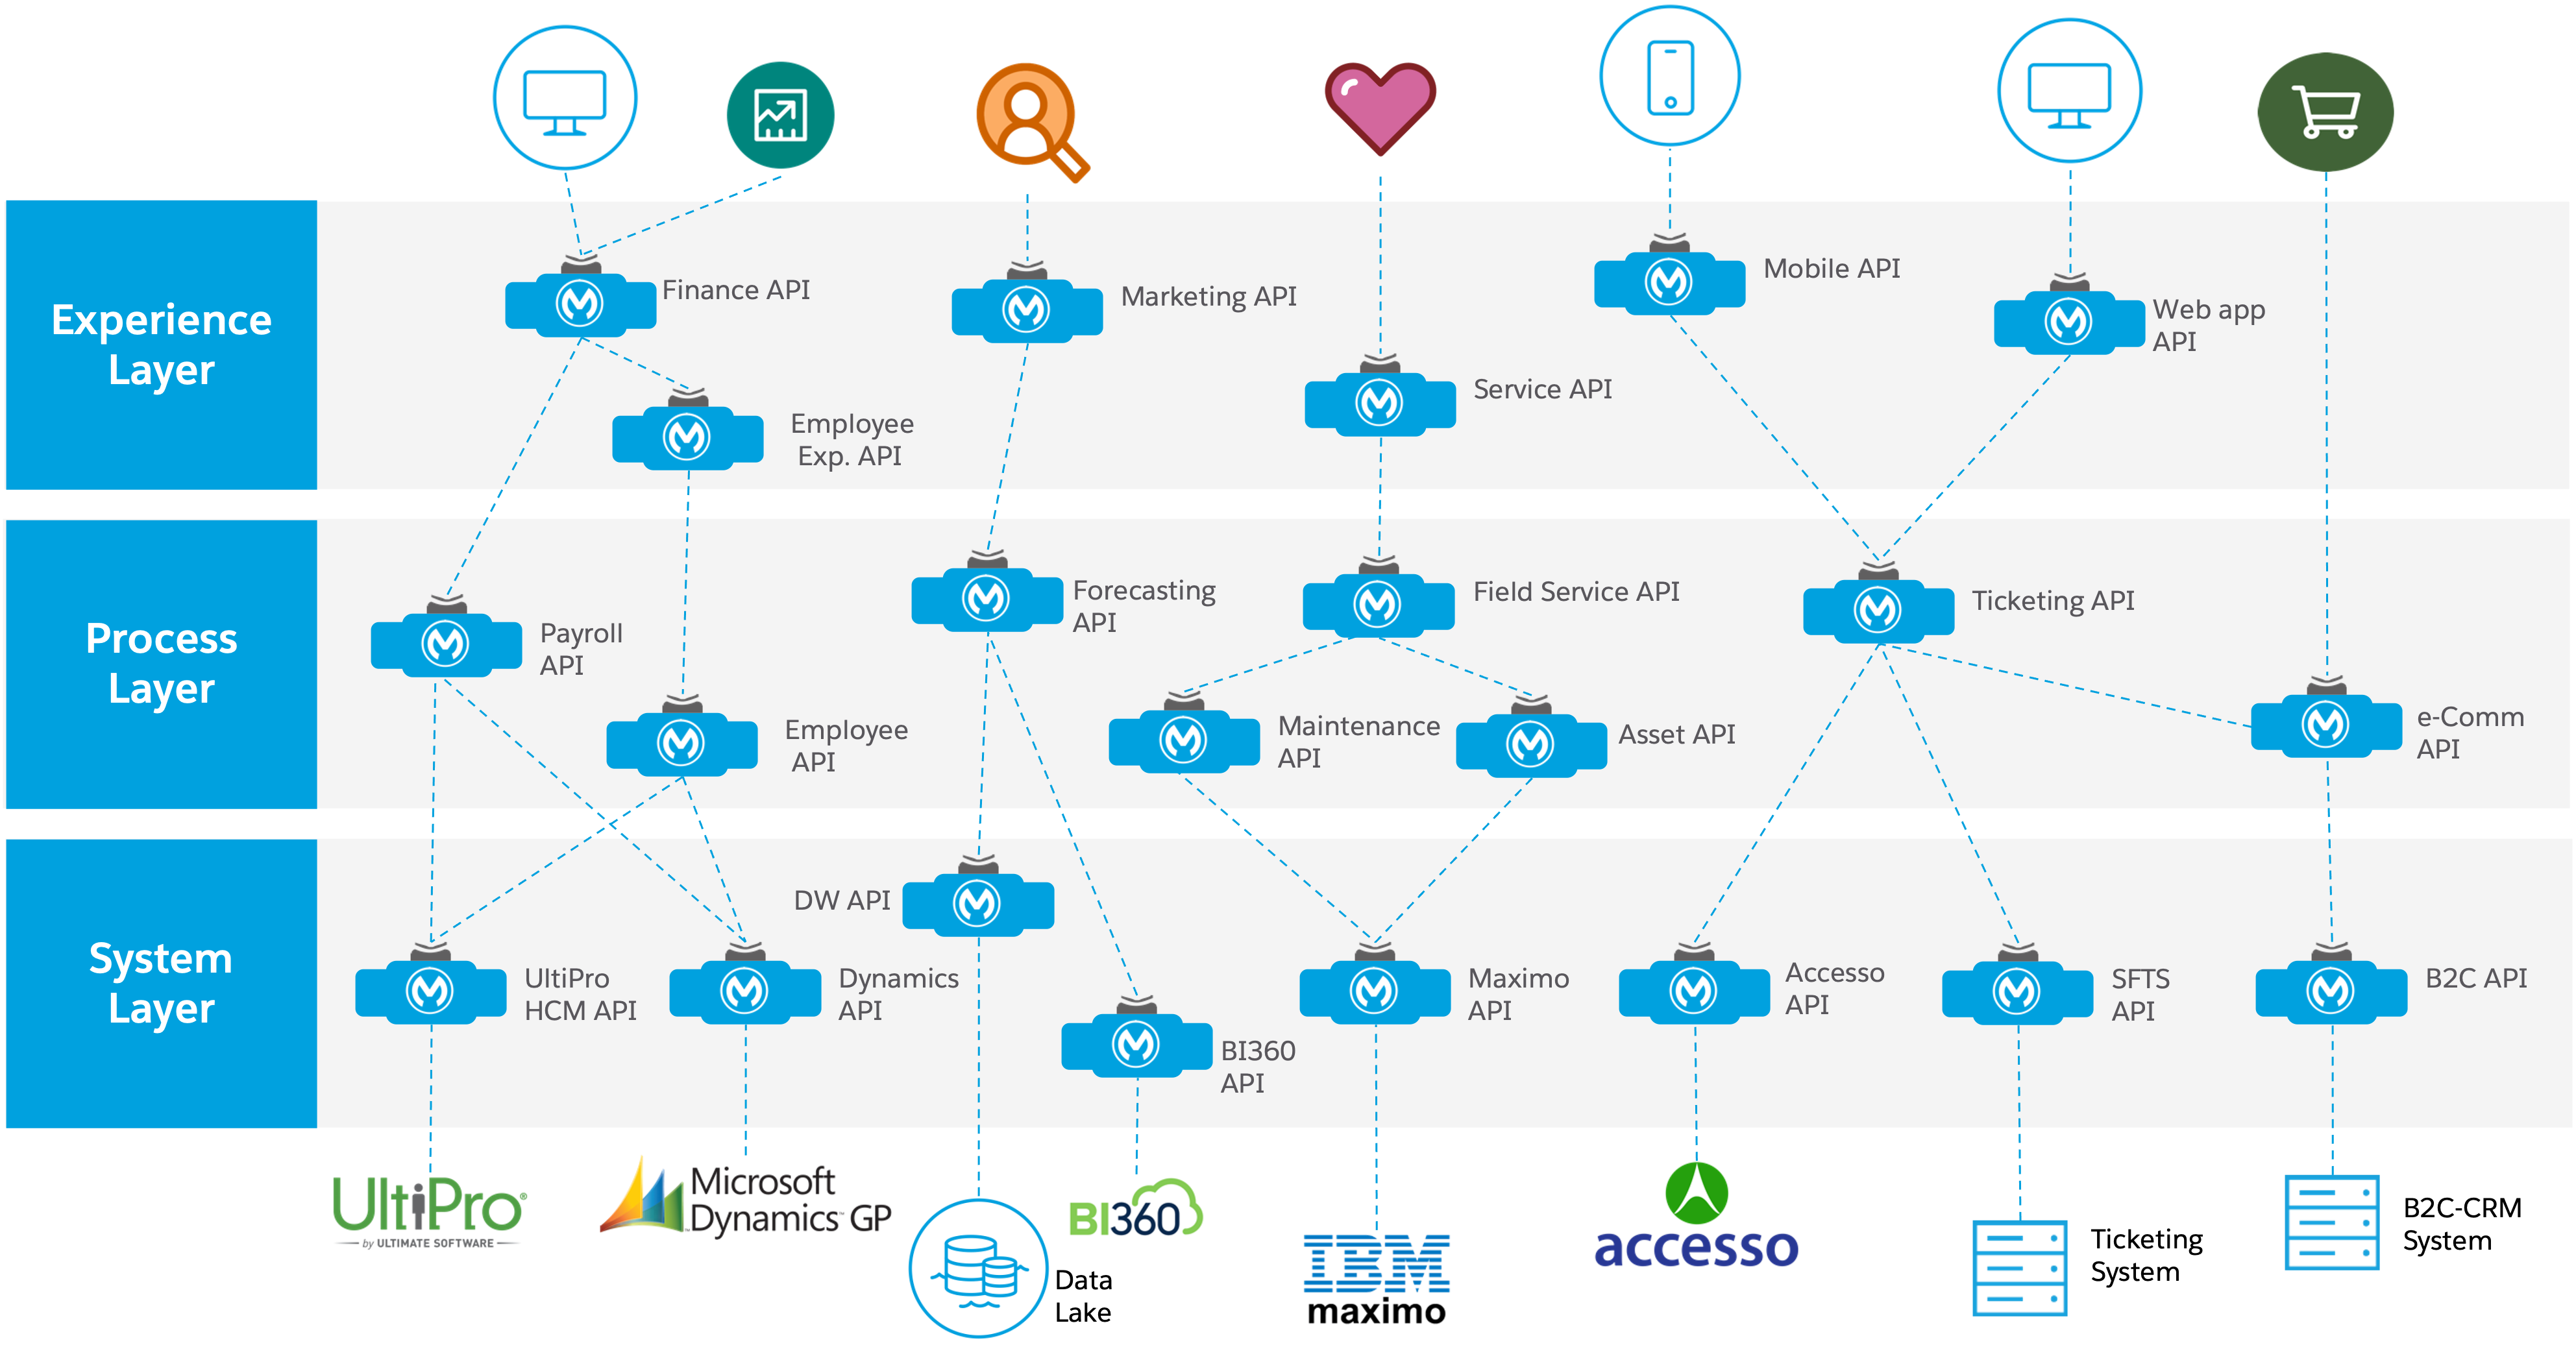 Experience
Layer
Finance API
Marketing API
Mobile API
Web app
API
Service API
Employee
Exp. API
Process
Layer
Payroll
API
Forecasting
API
Field Service API
Ticketing API
Employee
API
Maintenance
API
Asset API
e-Comm
API
System
Layer
DW API
UltiPro
HCM API
Dynamics
API
BI360
API
Maximo
API
Accesso
API
SFTS
API
B2C API
UltiPro®
by ULTIMATE SOFTWARE
Microsoft
Dynamics™ GP
Data
Lake
BI360
IBM
maximo
accesso
Ticketing
System
B2C-CRM
System